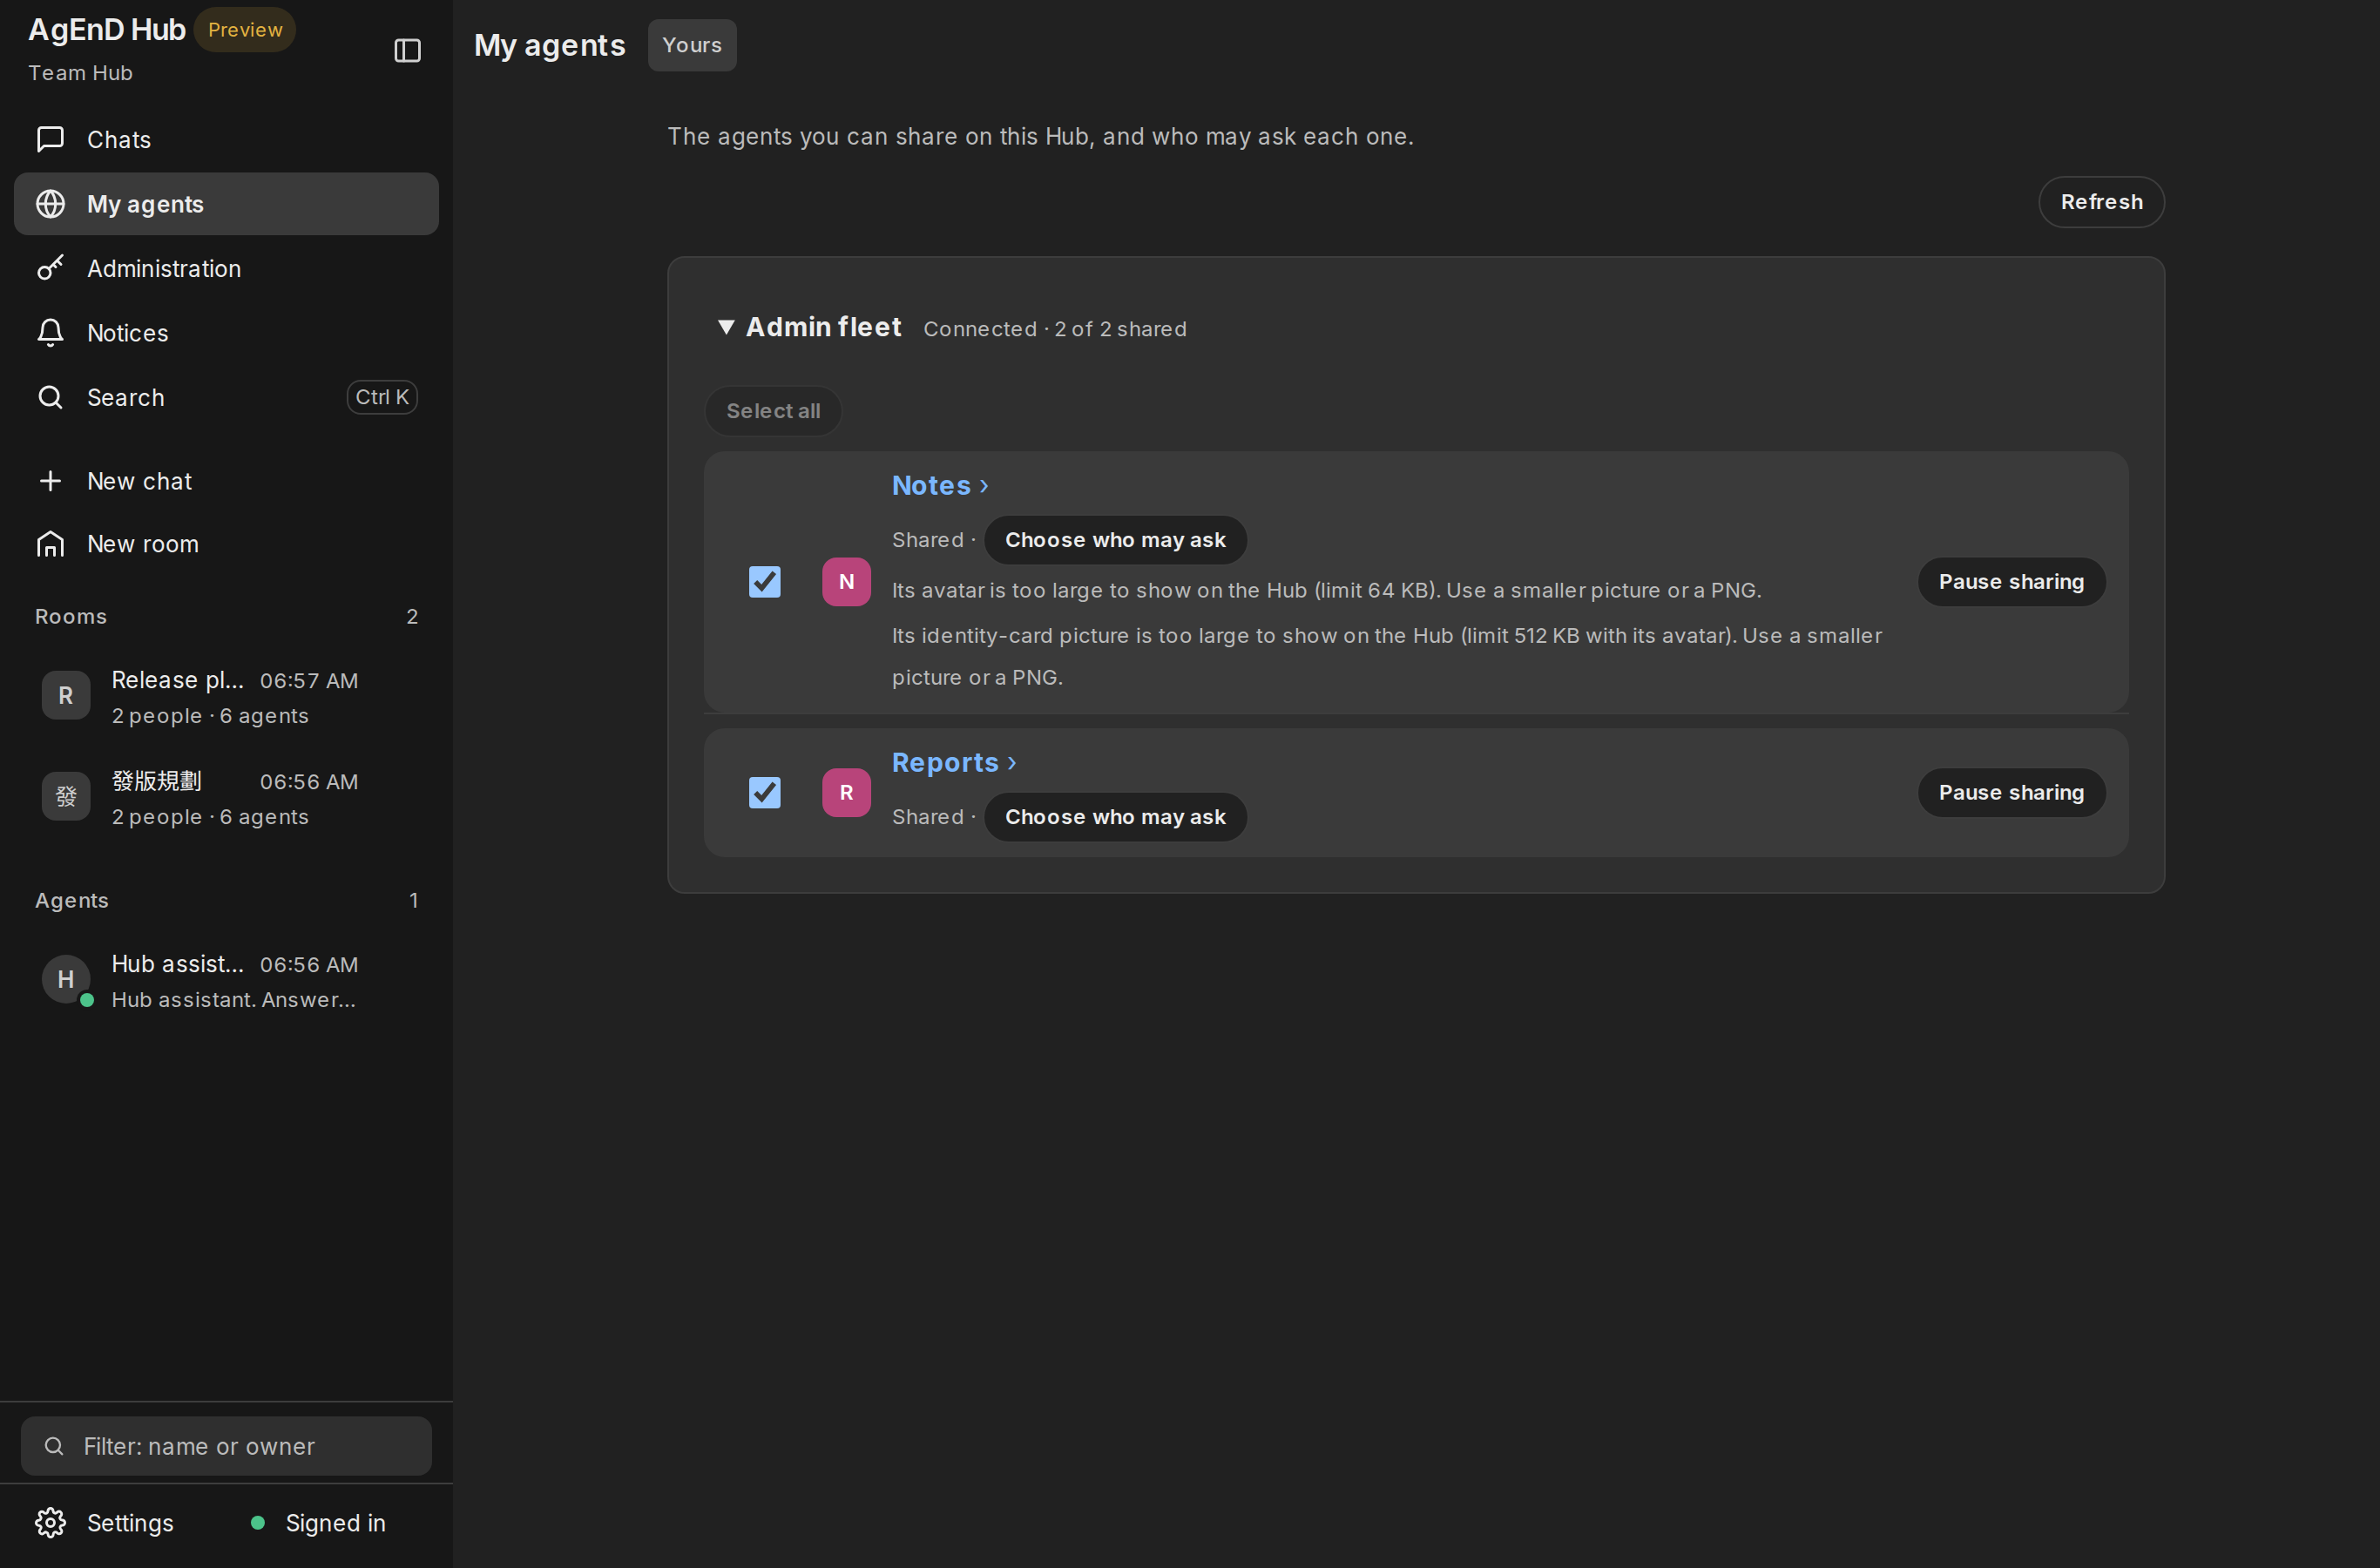 AgEnD Hub Preview
Team Hub
Chats
My agents
Administration
Notices
Search Ctrl K
New chat
New room
Rooms 2
R Release pl... 06:57 AM
2 people · 6 agents
發 發版規劃 06:56 AM
2 people · 6 agents
Agents 1
H Hub assist... 06:56 AM
Hub assistant. Answer...
Filter: name or owner
Settings Signed in
My agents Yours
The agents you can share on this Hub, and who may ask each one.
Refresh
Admin fleet Connected · 2 of 2 shared
Select all
Notes ›
Shared · Choose who may ask
N
Its avatar is too large to show on the Hub (limit 64 KB). Use a smaller picture or a PNG.
Its identity-card picture is too large to show on the Hub (limit 512 KB with its avatar). Use a smaller
picture or a PNG.
Pause sharing
Reports ›
R
Shared · Choose who may ask
Pause sharing